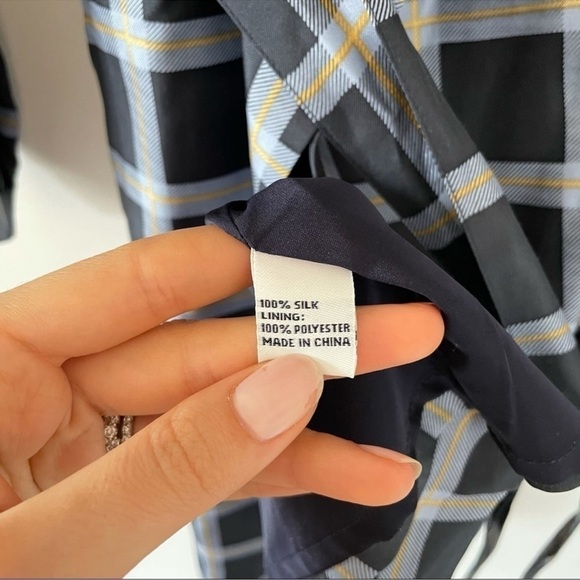 100% SILK
LINING:
100% POLYESTER
MADE IN CHINA